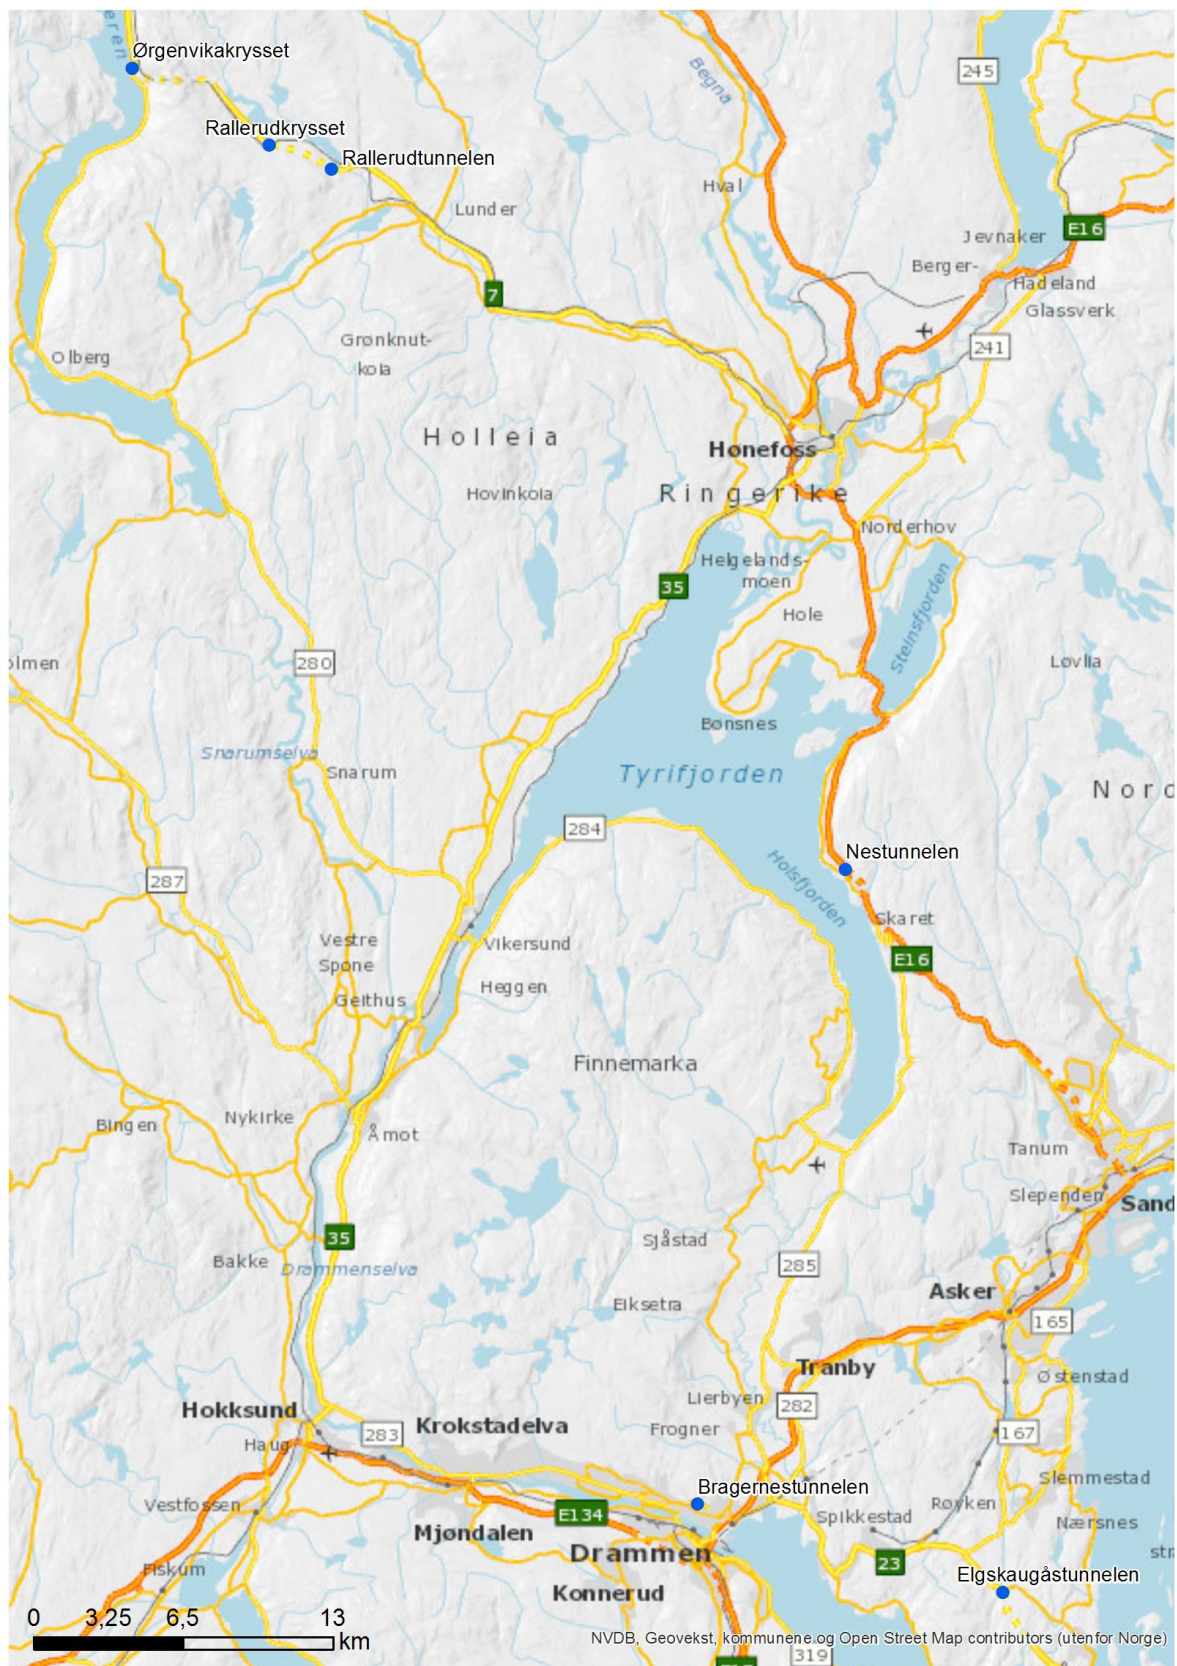 Ørgenvikakrysset
Begna
245
Rallerudkrysset
Rallerudtunnelen
Hval
Lunder
E16
Jevnaker
Berger-
Hadeland
Glassverk
7
Grønknut-
kola
241
Olberg
Holleia
Hønefoss
Hovinkola
Ringerike
Norderhov
Helgelands-
moen
35
Hole
Steinsfjorden
280
Løvlia
Bønsnes
Snarumselva
Snarum
Tyrifjorden
284
Nestunnelen
Holsfjorden
287
Skaret
Vestre
Spone
Vikersund
E16
Heggen
Geithus
Finnemarka
Nykirke
Bingen
Åmot
Tanum
Slependen
35
Sjåstad
Bakke
Drammenselva
285
Asker
Eiksetra
165
Tranby
Østenstad
Lierbyen
282
Hokksund
Krokstadelva
Frogner
283
167
Haug
Slemmestad
Bragernestunnelen
Vestfossen
Røyken
E134
Spikkestad
Nærsnes
Mjøndalen
Drammen
23
Fiskum
Elgskaugåstunnelen
Konnerud
0 3,25 6,5 13
km
NVDB, Geovekst, kommunene og Open Street Map contributors (utenfor Norge)
319